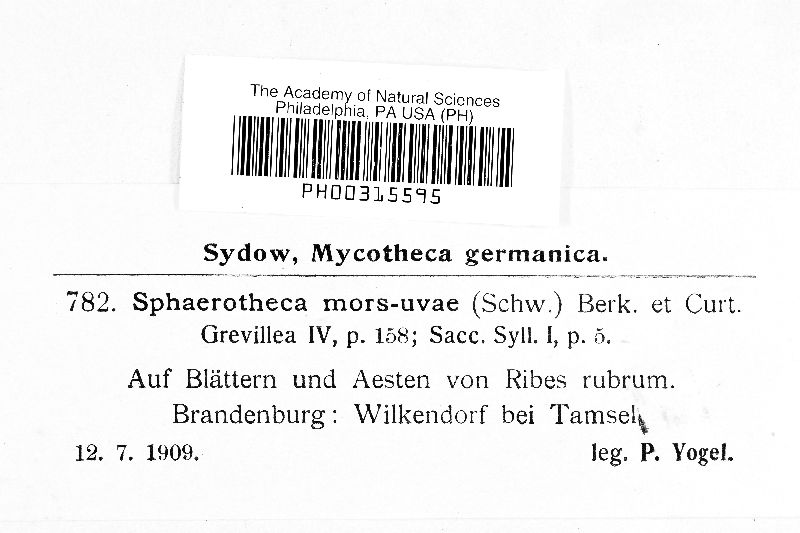 The Academy of Natural Sciences
Philadelphia, PA USA (PH)
PH00315595
Sydow, Mycotheca germanica.
782. Sphaerotheca mors-uvae (Schw.) Berk. et Curt.
Grevillea IV, p. 158; Sacc. Syll. I, p. 5.
Auf Blättern und Aesten von Ribes rubrum.
Brandenburg: Wilkendorf bei Tamsel.
12. 7. 1909. leg. P. Vogel.